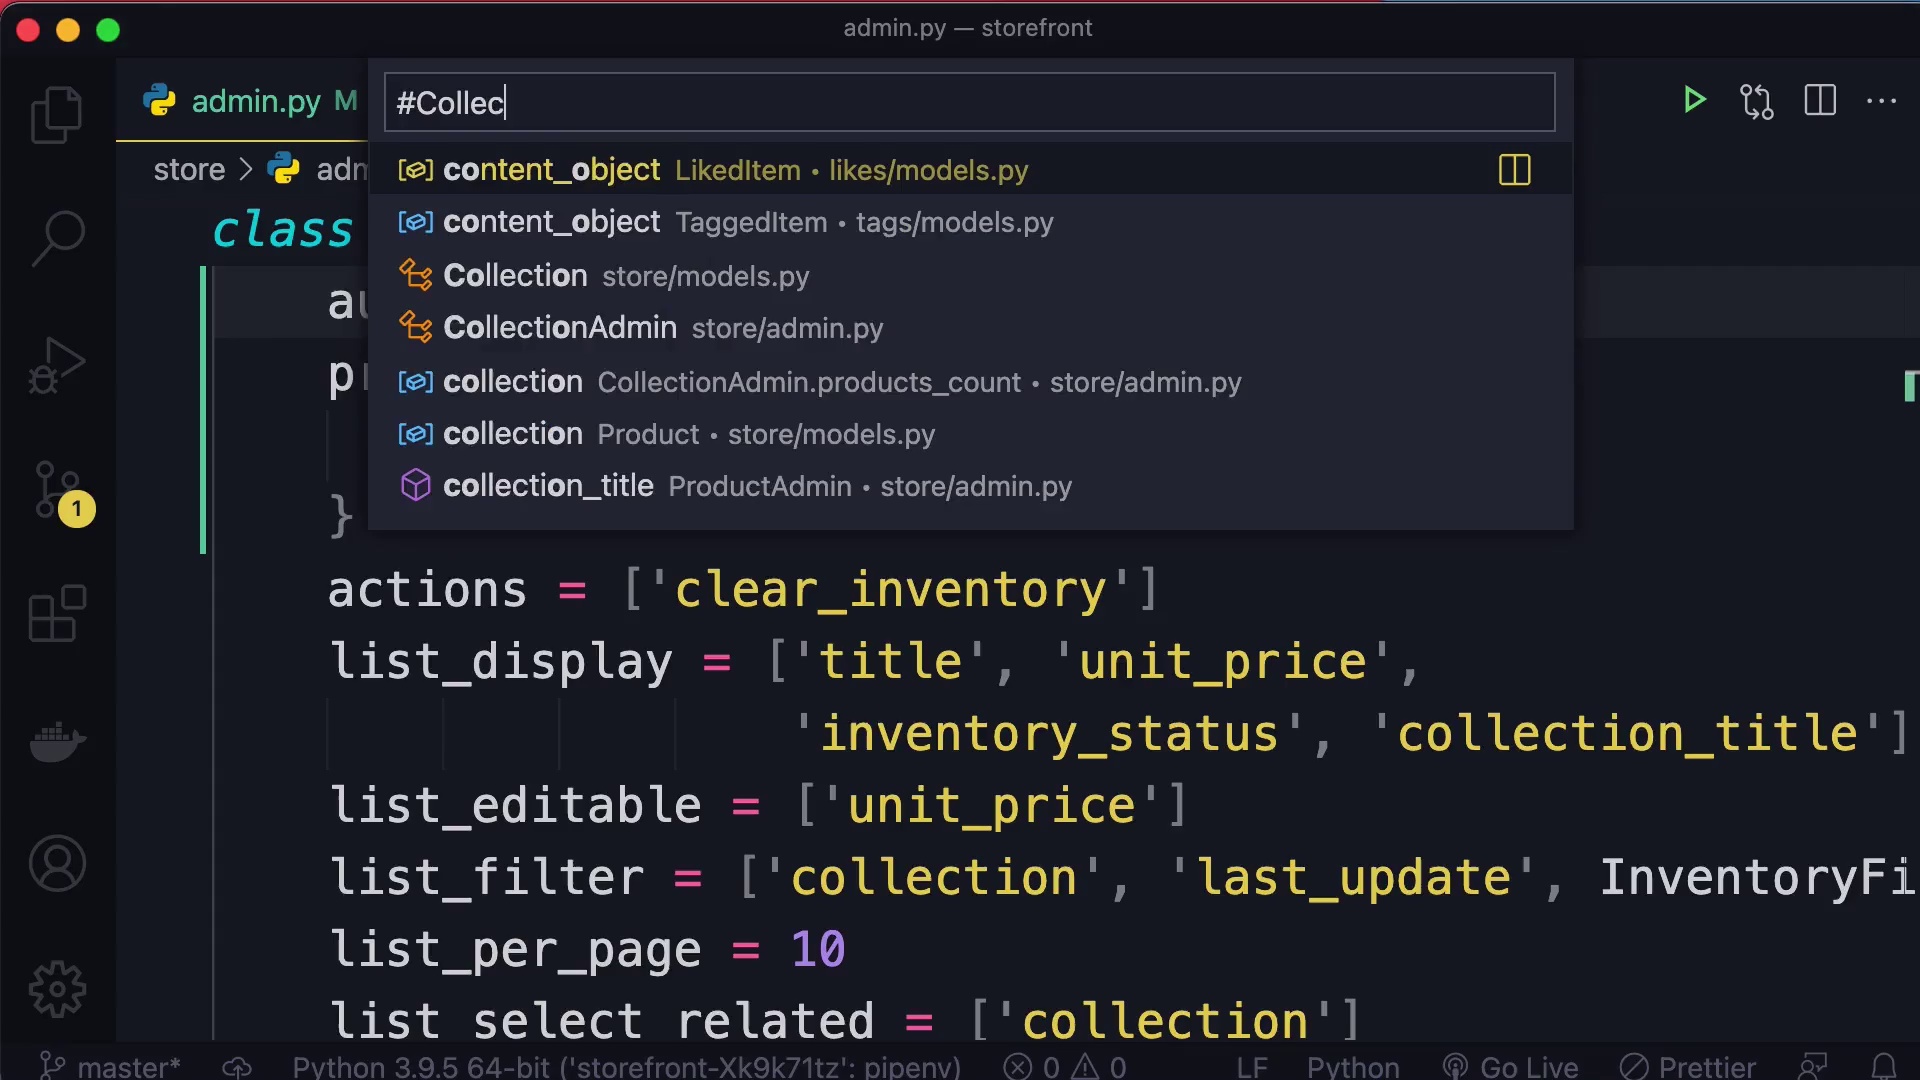 admin.py — storefront
admin.py M
#Collec
store > adm
content_object LikedItem • likes/models.py
content_object TaggedItem • tags/models.py
class
Collection store/models.py
au
CollectionAdmin store/admin.py
collection CollectionAdmin.products_count • store/admin.py
collection Product • store/models.py
collection_title ProductAdmin • store/admin.py
}
1
actions = ['clear_inventory']
list_display = ['title', 'unit_price',
'inventory_status', 'collection_title']
list_editable = ['unit_price']
list_filter = ['collection', 'last_update', InventoryFi
list_per_page = 10
list_select_related = ['collection']
master* Python 3.9.5 64-bit ('storefront-Xk9k71tz': pipenv) 0 0 LF Python Go Live Prettier